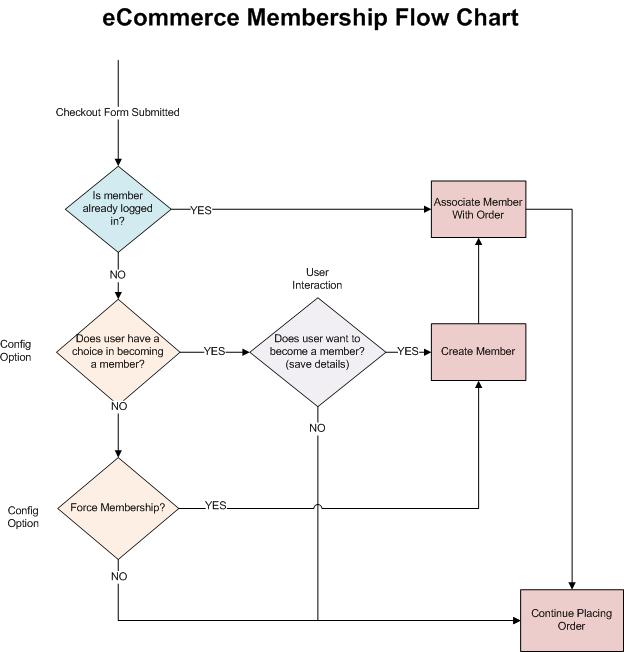 eCommerce Membership Flow Chart
Checkout Form Submitted
Is member
already logged
in?
YES
Associate Member
With Order
NO
User
Interaction
Config
Option
Does user have a
choice in becoming
a member?
YES
Does user want to
become a member?
(save details)
YES
Create Member
NO
NO
Config
Option
Force Membership?
YES
NO
Continue Placing
Order